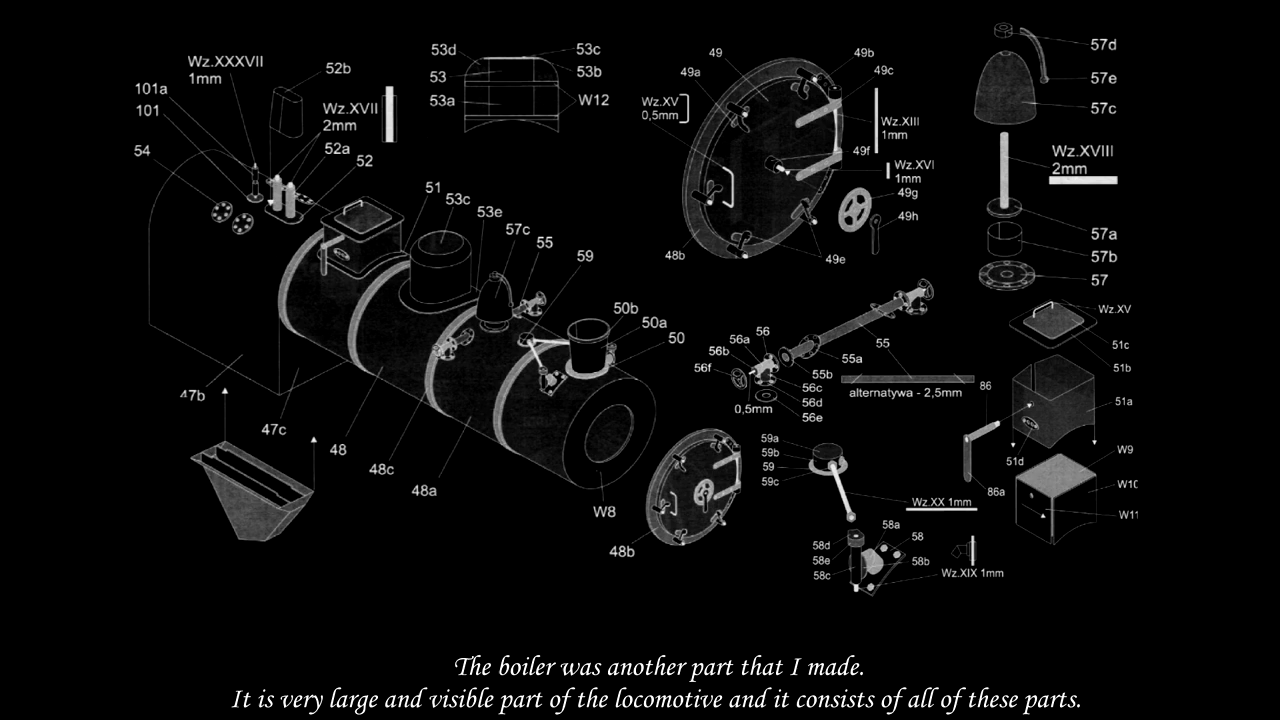 Wz.XXXVII
1mm
52b
101a
101
Wz.XVII
2mm
54
52a
52
53d
53c
53
53b
53a
W12
51
53c
53e
57c
55
59
50b
50a
50
47b
47c
48
48c
48a
W8
48b
49
49b
49a
49c
Wz.XV
0,5mm
Wz.XIII
1mm
49f
Wz.XVI
1mm
49g
49h
48b
49e
57d
57e
57c
Wz.XVIII
2mm
57a
57b
57
56
56a
56b
56f
55
55a
55b
56c
56d
56e
0,5mm
alternatywa - 2,5mm
Wz.XV
51c
51b
86
51a
51d
86a
W9
W10
W11
59a
59b
59
59c
Wz.XX 1mm
58a
58
58d
58e
58c
58b
Wz.XIX 1mm
The boiler was another part that I made.
It is very large and visible part of the locomotive and it consists of all of these parts.